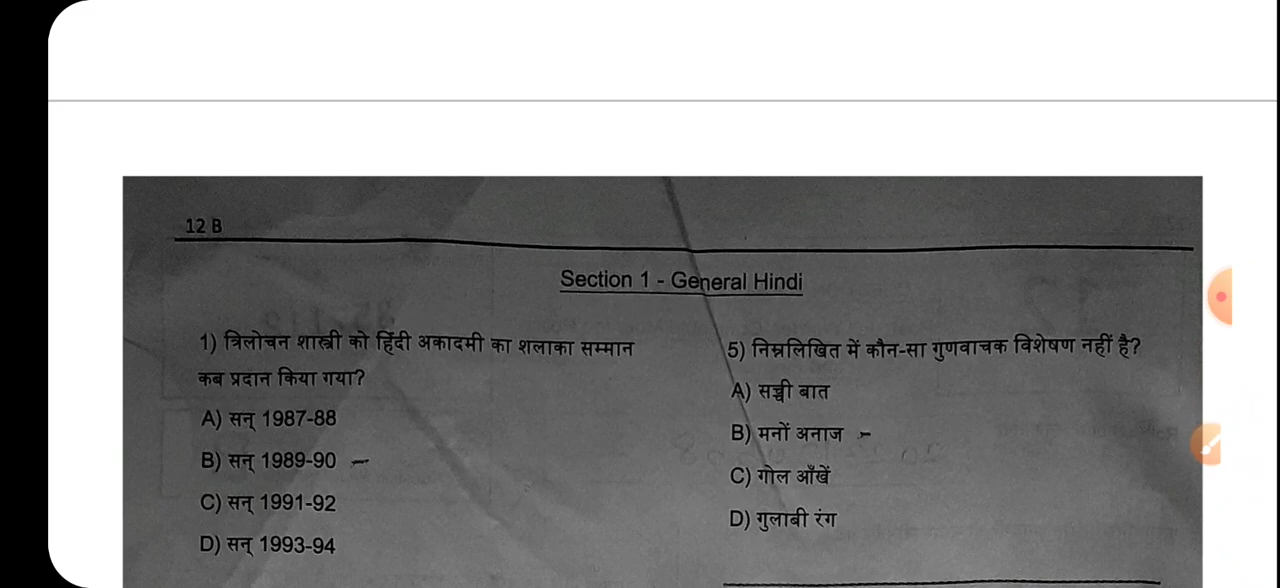 12 B
Section 1 - General Hindi
1) त्रिलोचन शास्त्री को हिंदी अकादमी का शलाका सम्मान
कब प्रदान किया गया?
A) सन् 1987-88
B) सन् 1989-90
C) सन् 1991-92
D) सन् 1993-94
5) निम्नलिखित में कौन-सा गुणवाचक विशेषण नहीं है?
A) सच्ची बात
B) मनों अनाज
C) गोल आँखें
D) गुलाबी रंग